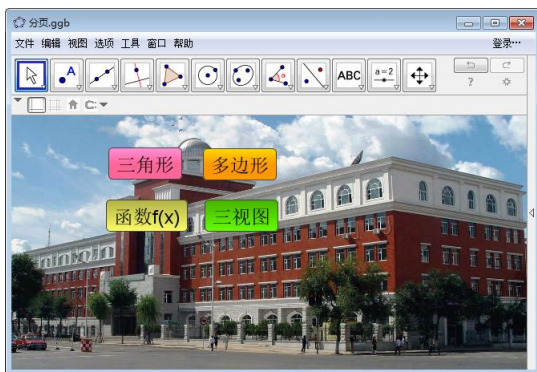 分页.ggb
文件 编辑 视图 选项 工具 窗口 帮助 登录…
A ABC a=2
C:
?
三角形 多边形
函数f(x) 三视图